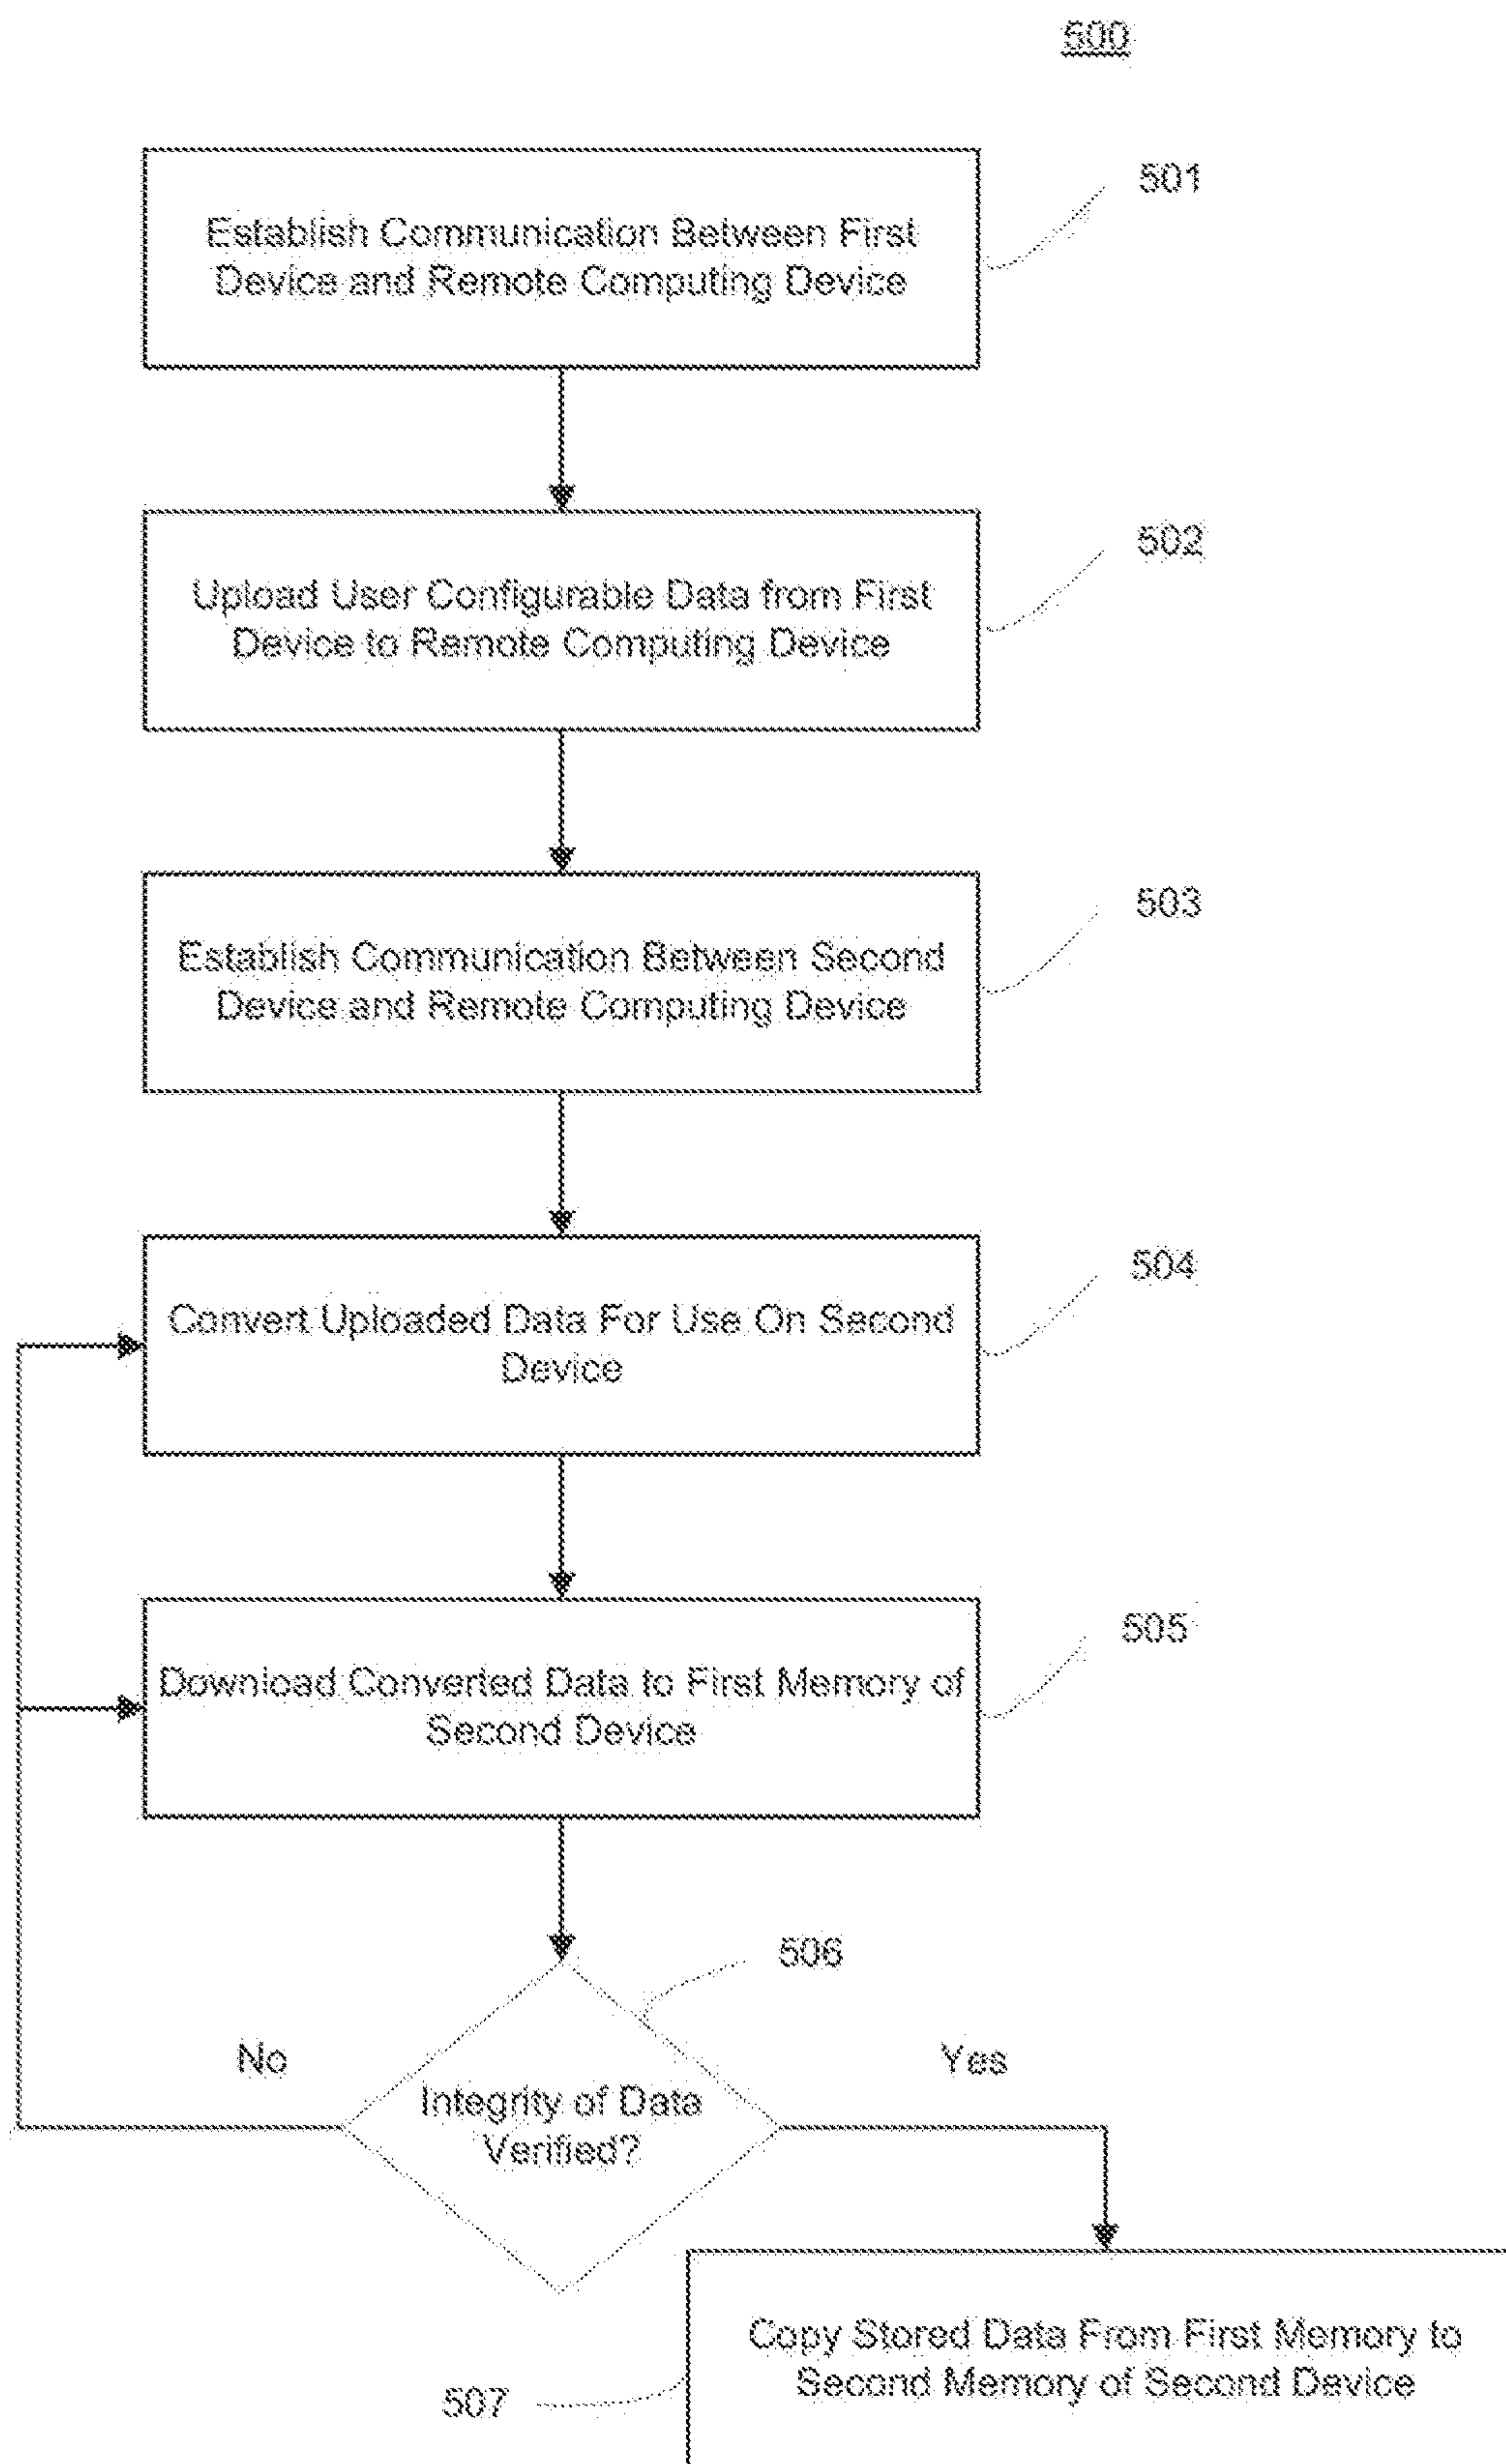 500
501
Establish Communication Between First
Device and Remote Computing Device
502
Upload User Configurable Data from First
Device to Remote Computing Device
503
Establish Communication Between Second
Device and Remote Computing Device
504
Convert Uploaded Data For Use On Second
Device
505
Download Converted Data to First Memory of
Second Device
506
No
Yes
Integrity of Data
Verified?
Copy Stored Data From First Memory to
Second Memory of Second Device
507